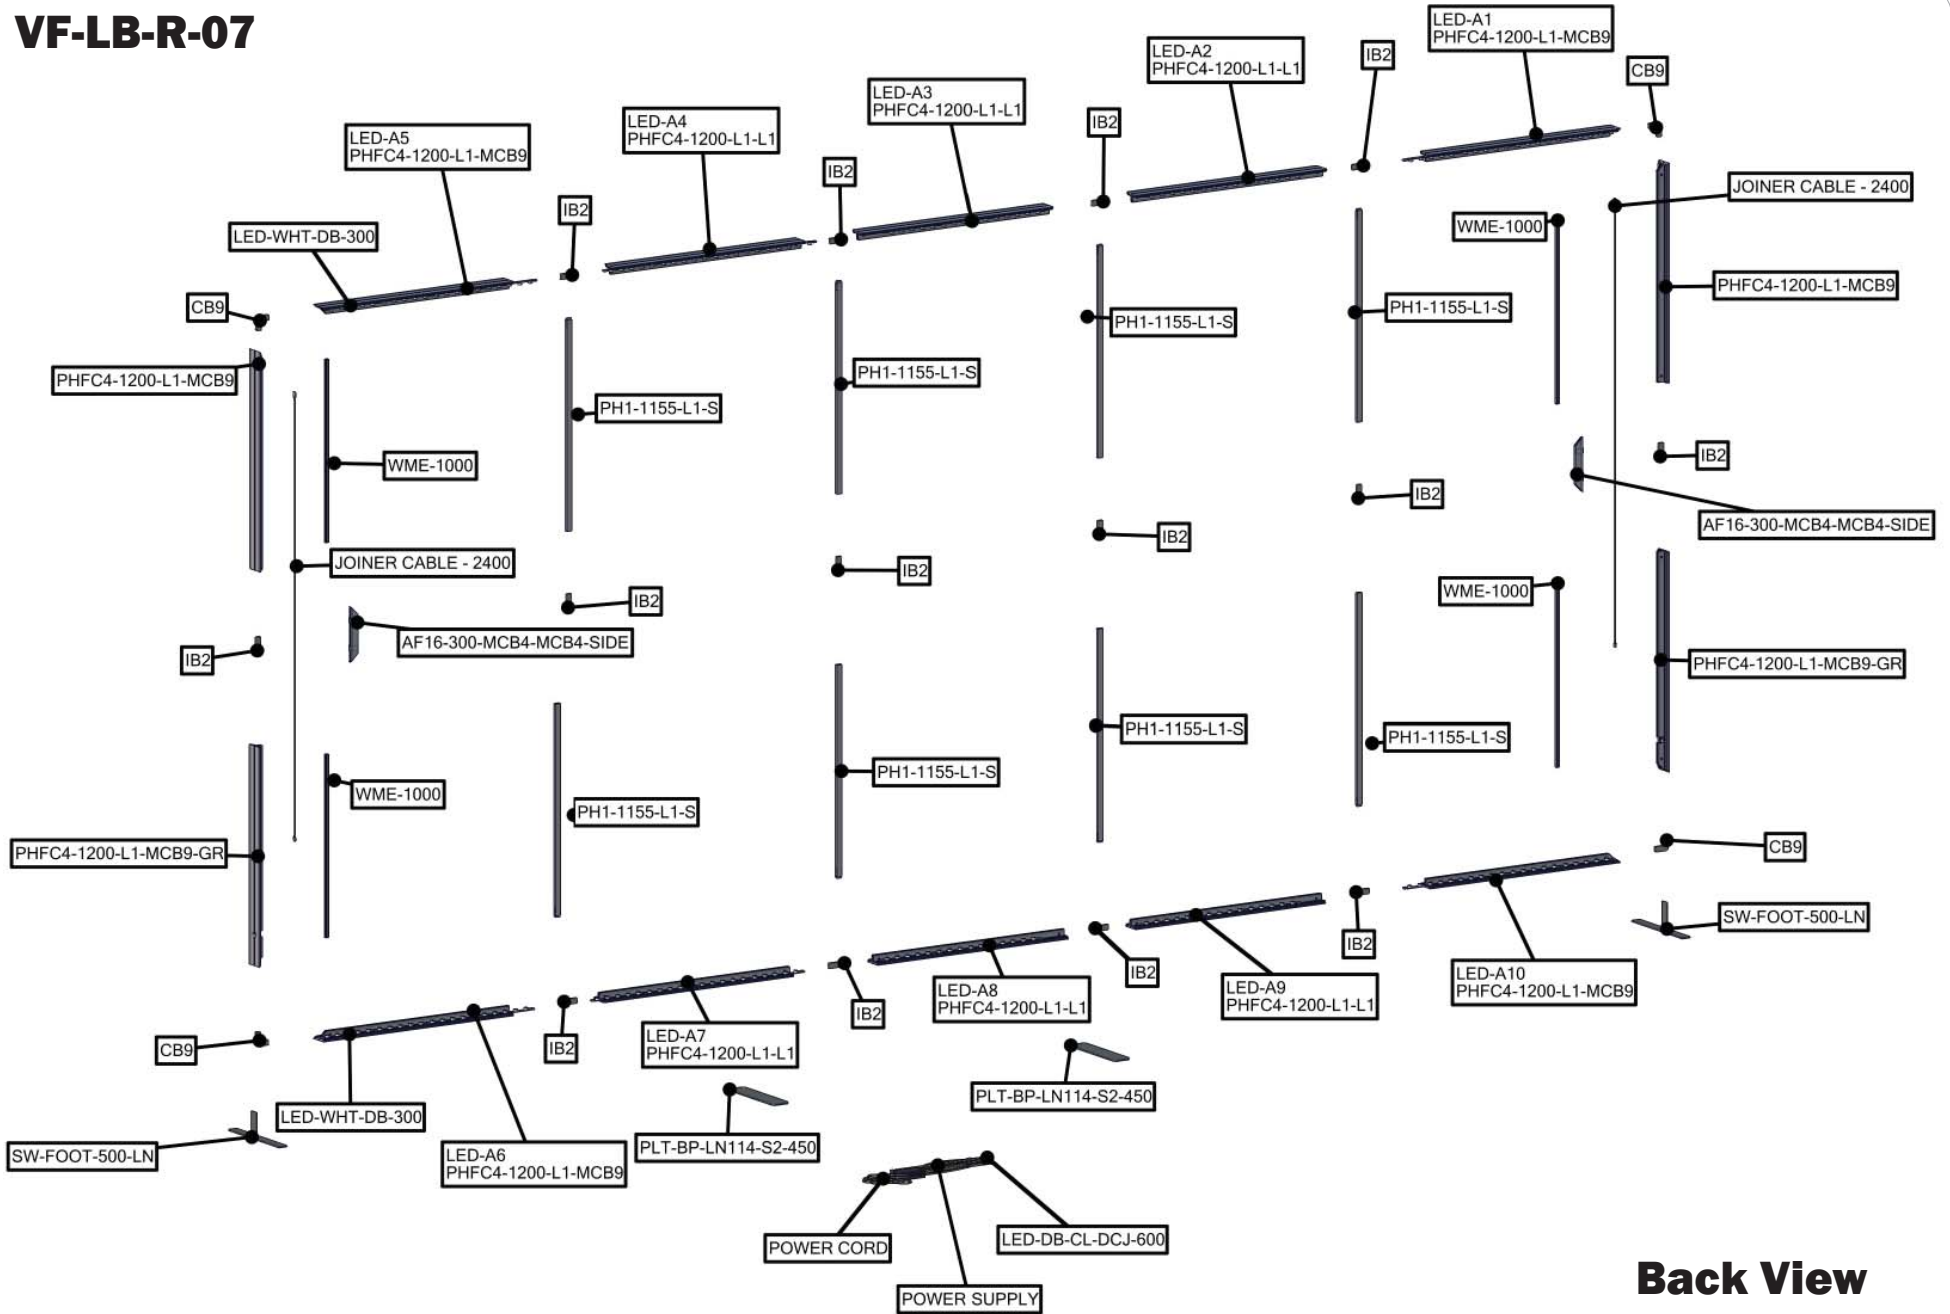 VF-LB-R-07
LED-A1
PHFC4-1200-L1-MCB9
IB2
LED-A2
PHFC4-1200-L1-L1
CB9
LED-A3
PHFC4-1200-L1-L1
IB2
LED-A4
PHFC4-1200-L1-L1
LED-A5
PHFC4-1200-L1-MCB9
IB2
IB2
JOINER CABLE - 2400
WME-1000
LED-WHT-DB-300
PHFC4-1200-L1-MCB9
CB9
PH1-1155-L1-S
PH1-1155-L1-S
PH1-1155-L1-S
PHFC4-1200-L1-MCB9
PH1-1155-L1-S
WME-1000
IB2
IB2
AF16-300-MCB4-MCB4-SIDE
IB2
JOINER CABLE - 2400
IB2
WME-1000
IB2
AF16-300-MCB4-MCB4-SIDE
IB2
PHFC4-1200-L1-MCB9-GR
PH1-1155-L1-S
PH1-1155-L1-S
PH1-1155-L1-S
WME-1000
PH1-1155-L1-S
PHFC4-1200-L1-MCB9-GR
CB9
SW-FOOT-500-LN
IB2
IB2
LED-A10
PHFC4-1200-L1-MCB9
LED-A9
PHFC4-1200-L1-L1
LED-A8
PHFC4-1200-L1-L1
IB2
LED-A7
PHFC4-1200-L1-L1
IB2
CB9
PLT-BP-LN114-S2-450
LED-WHT-DB-300
PLT-BP-LN114-S2-450
SW-FOOT-500-LN
LED-A6
PHFC4-1200-L1-MCB9
POWER CORD
LED-DB-CL-DCJ-600
POWER SUPPLY
Back View